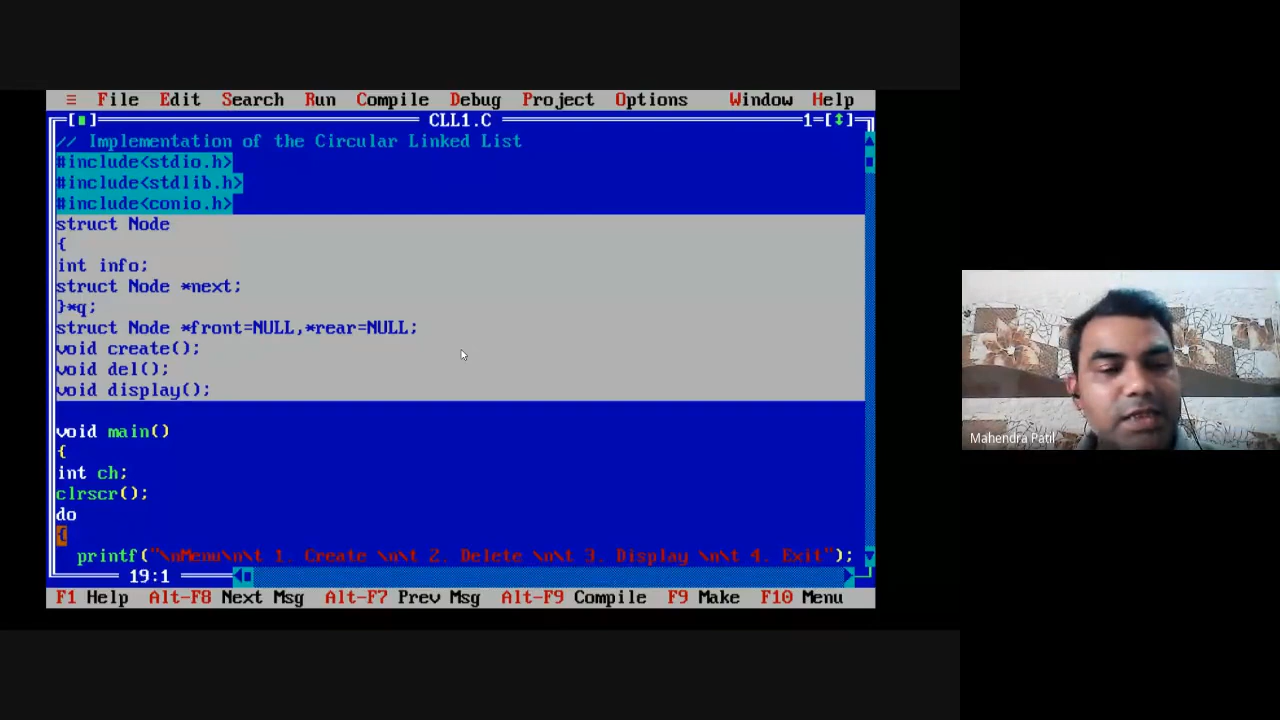 ≡ File Edit Search Run Compile Debug Project Options Window Help
[■] CLL1.C 1=[↕]
// Implementation of the Circular Linked List
#include<stdio.h>
#include<stdlib.h>
#include<conio.h>
struct Node
{
int info;
struct Node *next;
}*q;
struct Node *front=NULL,*rear=NULL;
void create();
void del();
void display();
void main()
{
int ch;
clrscr();
do
{
printf("\nMenu\n\t 1. Create \n\t 2. Delete \n\t 3. Display \n\t 4. Exit");
19:1
F1 Help Alt-F8 Next Msg Alt-F7 Prev Msg Alt-F9 Compile F9 Make F10 Menu
Mahendra Patil